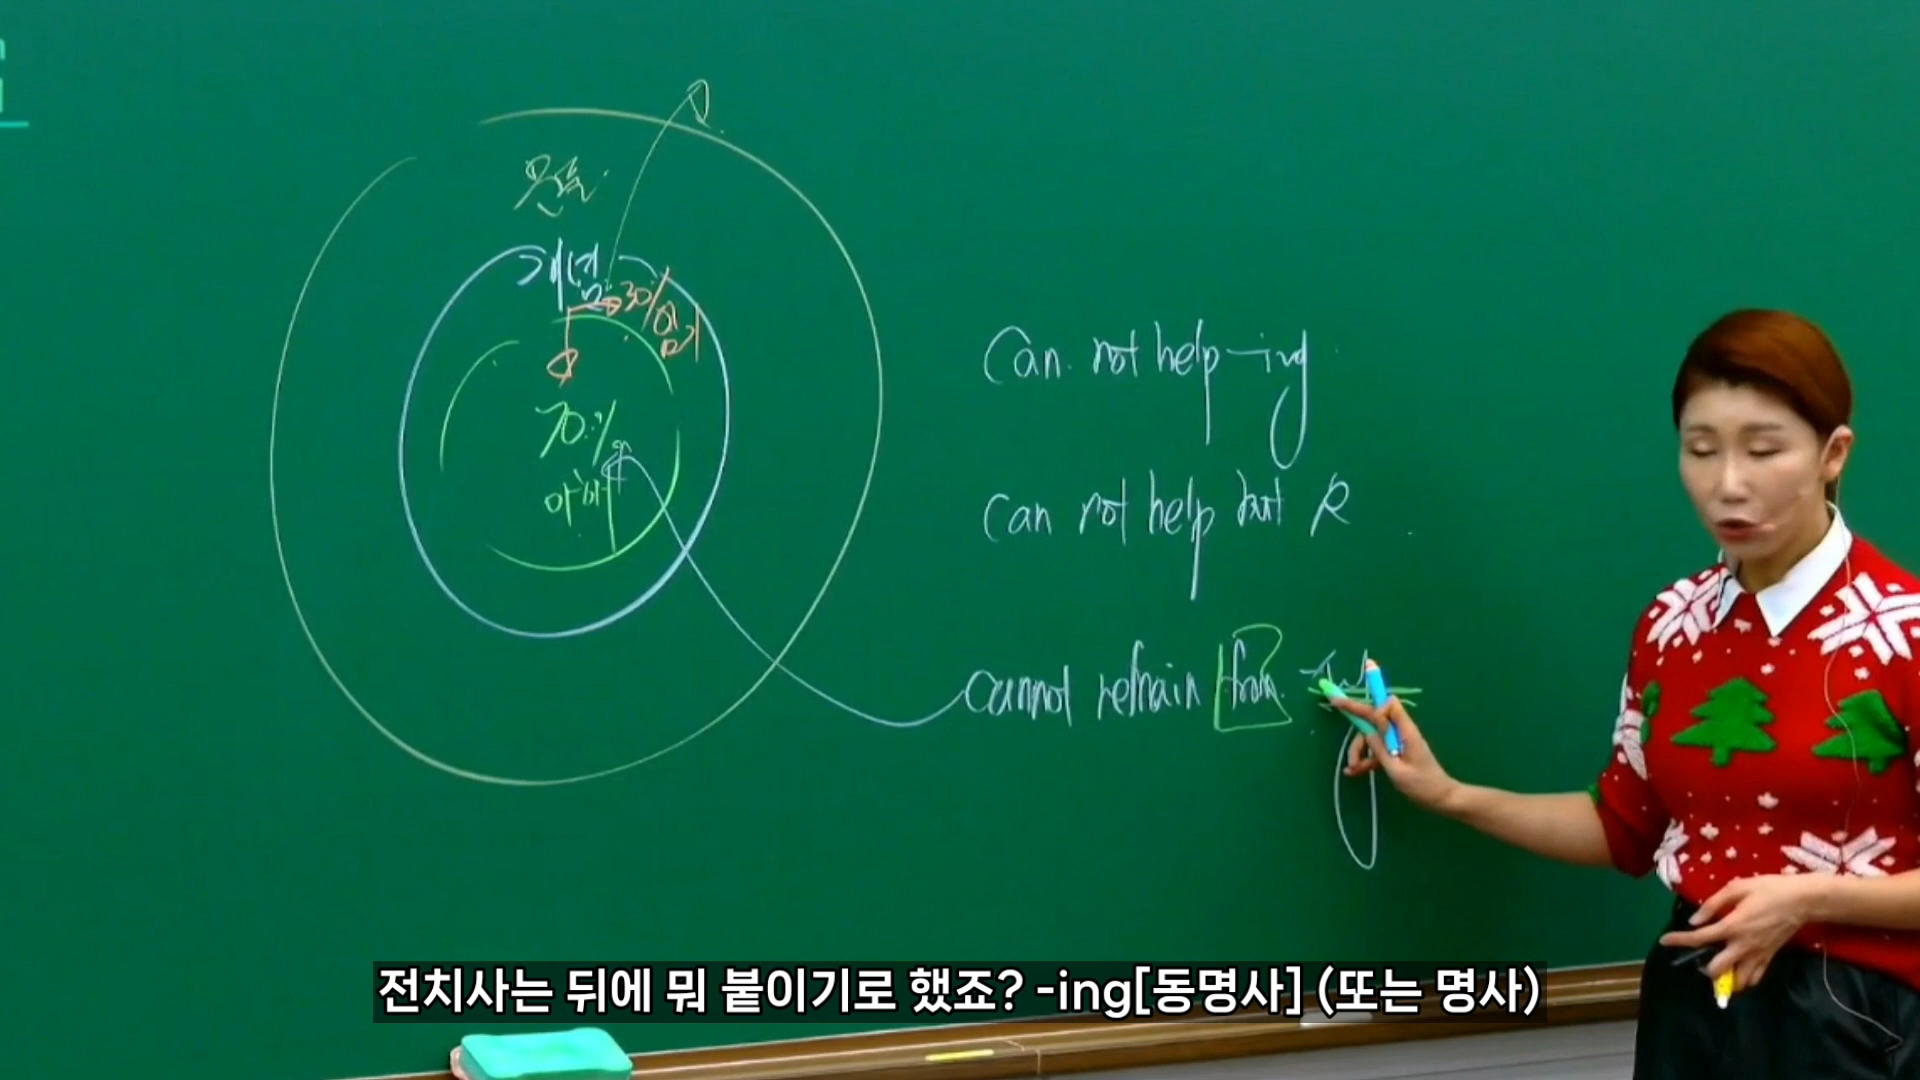 개념
30% 암기
70%
이해
Can not help -ing
Can not help but R
cannot refrain from -ing
전치사는 뒤에 뭐 붙이기로 했죠? -ing[동명사] (또는 명사)